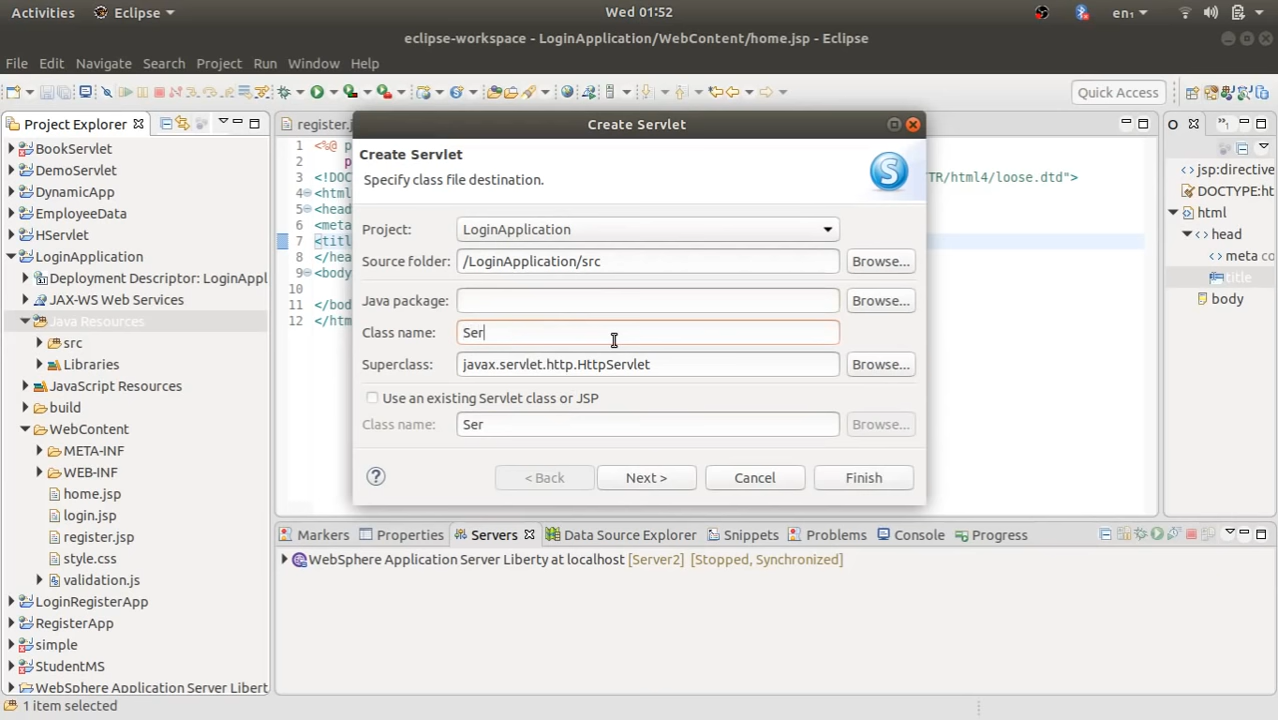 Activities Eclipse Wed 01:52 en₁
eclipse-workspace - LoginApplication/WebContent/home.jsp - Eclipse
File Edit Navigate Search Project Run Window Help
Quick Access
Project Explorer
BookServlet
DemoServlet
DynamicApp
EmployeeData
HServlet
LoginApplication
Deployment Descriptor: LoginAppl
JAX-WS Web Services
Java Resources
src
Libraries
JavaScript Resources
build
WebContent
META-INF
WEB-INF
home.jsp
login.jsp
register.jsp
style.css
validation.js
LoginRegisterApp
RegisterApp
simple
StudentMS
WebSphere Application Server Libert
1 item selected
register.j
1 <%@ p
2 p
3 <!DOC TR/html4/loose.dtd">
4 <html
5 <head
6 <meta
7 <titl
8 </hea
9 <body
10
11 </bod
12 </htm
Create Servlet
Create Servlet
Specify class file destination.
S
Project: LoginApplication
Source folder: /LoginApplication/src Browse...
Java package: Browse...
Class name: Ser
Superclass: javax.servlet.http.HttpServlet Browse...
Use an existing Servlet class or JSP
Class name: Ser Browse...
? < Back Next > Cancel Finish
O »1
jsp:directive
DOCTYPE:ht
html
head
meta co
title
body
Markers Properties Servers Data Source Explorer Snippets Problems Console Progress
WebSphere Application Server Liberty at localhost [Server2] [Stopped, Synchronized]